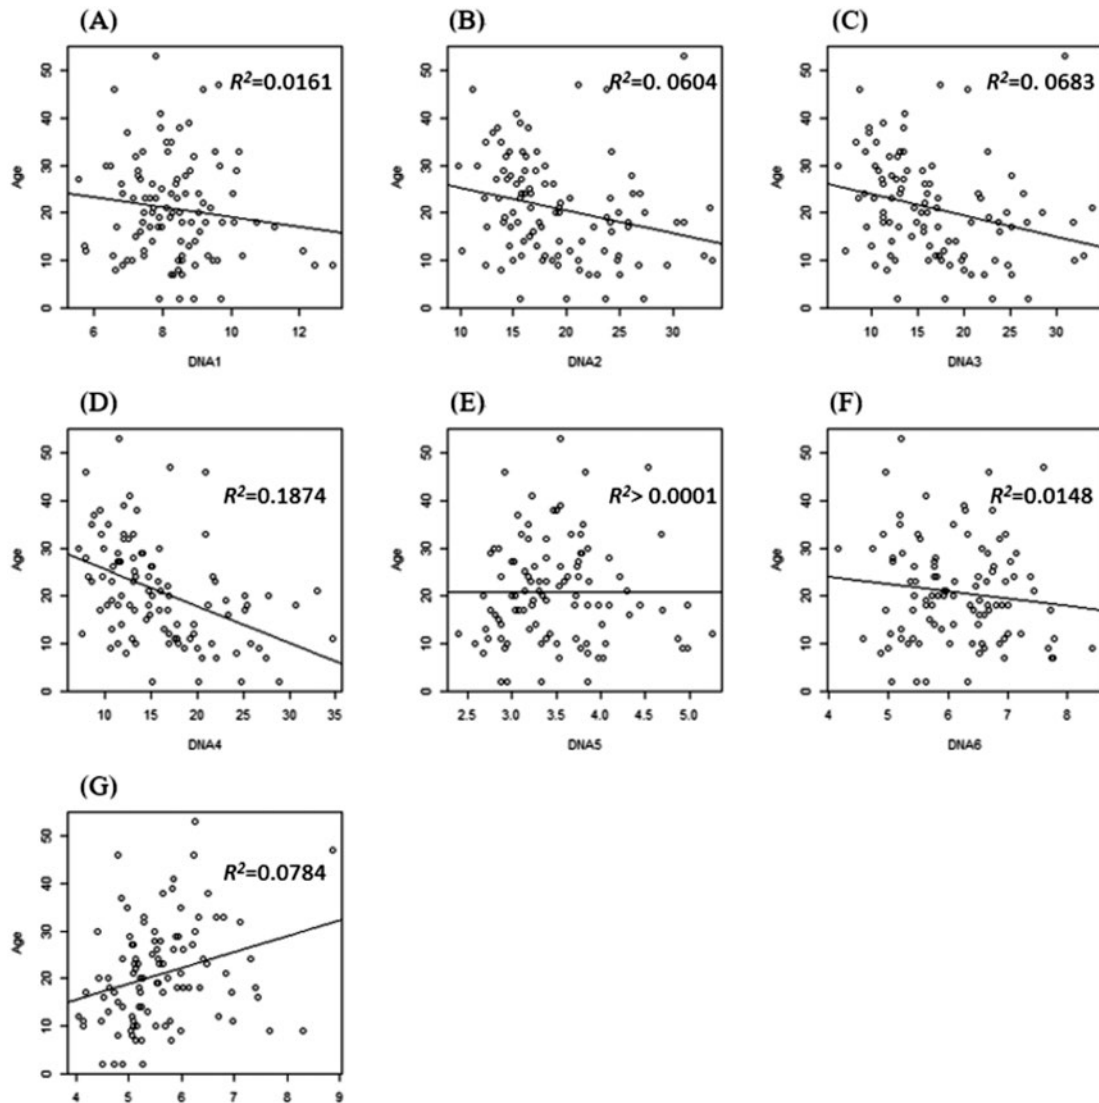 (A) (B) (C)
R²=0.0161 R²=0. 0604 R²=0. 0683
Age 0 10 20 30 40 50
6 8 10 12
DNA1
Age 0 10 20 30 40 50
10 15 20 25 30
DNA2
Age 0 10 20 30 40 50
10 15 20 25 30
DNA3
(D) (E) (F)
R²=0.1874 R²> 0.0001 R²=0.0148
Age 0 10 20 30 40 50
10 15 20 25 30 35
DNA4
Age 0 10 20 30 40 50
2.5 3.0 3.5 4.0 4.5 5.0
DNA5
Age 0 10 20 30 40 50
4 5 6 7 8
DNA6
(G)
R²=0.0784
Age 0 10 20 30 40 50
4 5 6 7 8 9